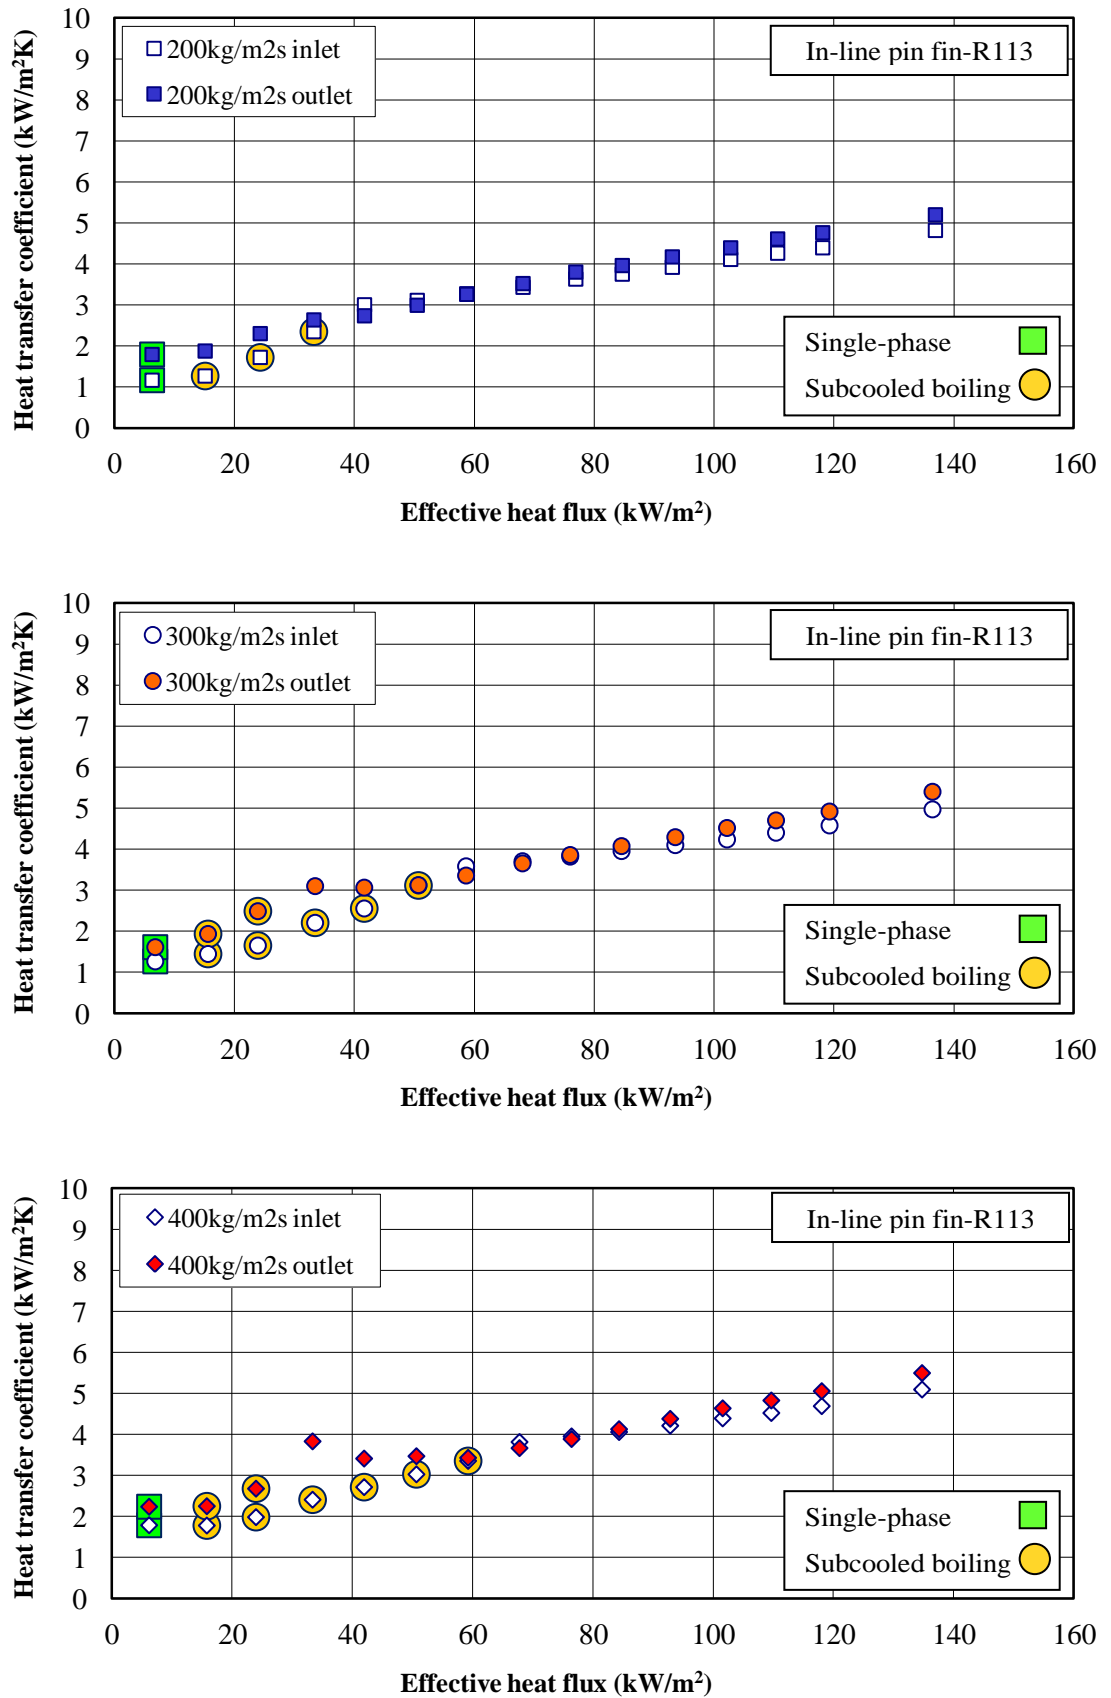 10
9
8
7
6
5
4
3
2
1
0
Heat transfer coefficient (kW/m²K)
200kg/m2s inlet
200kg/m2s outlet
In-line pin fin-R113
Single-phase
Subcooled boiling
0 20 40 60 80 100 120 140 160
Effective heat flux (kW/m²)
10
9
8
7
6
5
4
3
2
1
0
Heat transfer coefficient (kW/m²K)
300kg/m2s inlet
300kg/m2s outlet
In-line pin fin-R113
Single-phase
Subcooled boiling
0 20 40 60 80 100 120 140 160
Effective heat flux (kW/m²)
10
9
8
7
6
5
4
3
2
1
0
Heat transfer coefficient (kW/m²K)
400kg/m2s inlet
400kg/m2s outlet
In-line pin fin-R113
Single-phase
Subcooled boiling
0 20 40 60 80 100 120 140 160
Effective heat flux (kW/m²)